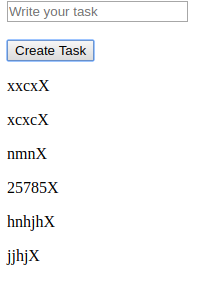 Write your task
Create Task
xxcxX
xcxcX
nmnX
25785X
hnhjhX
jjhjX